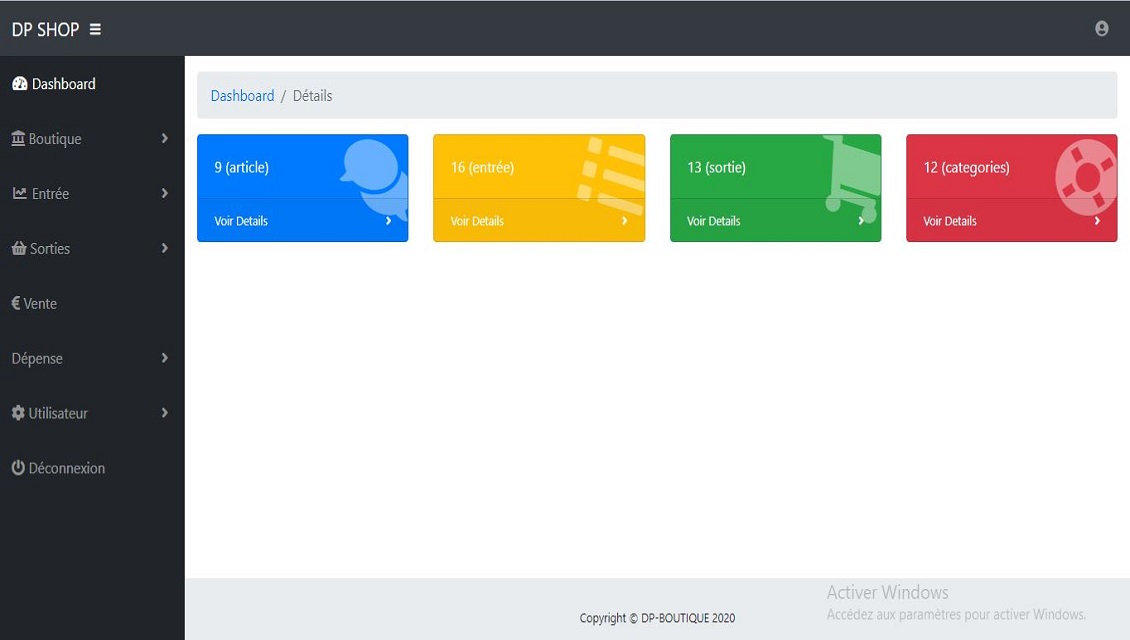 DP SHOP
Dashboard
Boutique
Entrée
Sorties
€ Vente
Dépense
Utilisateur
Déconnexion
Dashboard / Détails
9 (article)
Voir Details
16 (entrée)
Voir Details
13 (sortie)
Voir Details
12 (categories)
Voir Details
Copyright © DP-BOUTIQUE 2020
Activer Windows
Accédez aux paramètres pour activer Windows.